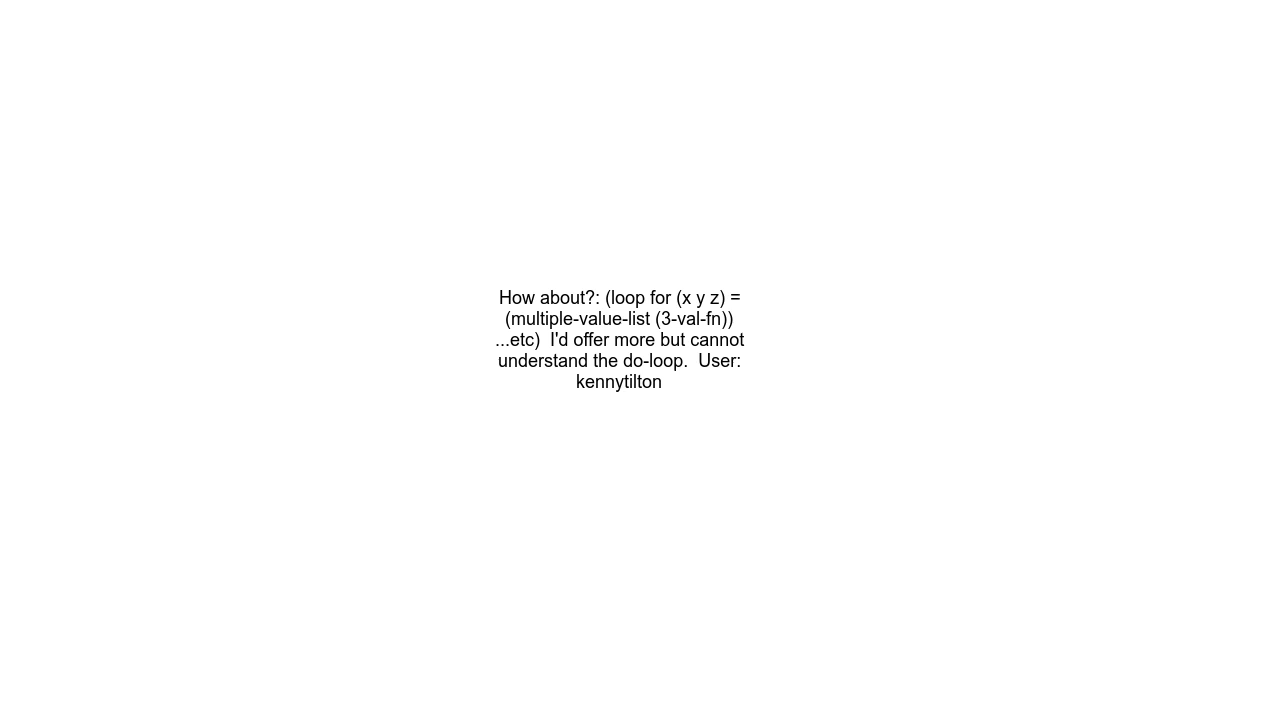 How about?: (loop for (x y z) =
(multiple-value-list (3-val-fn))
...etc)  I'd offer more but cannot
understand the do-loop.  User:
kennytilton